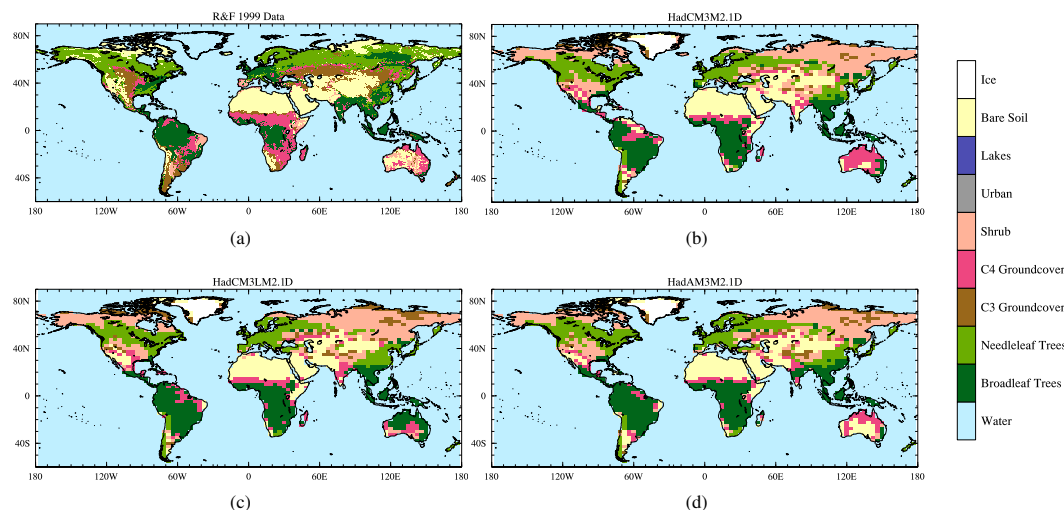 R&F 1999 Data
80N
40N
0
40S
180 120W 60W 0 60E 120E 180
(a)
HadCM3M2.1D
80N
40N
0
40S
180 120W 60W 0 60E 120E 180
(b)
HadCM3LM2.1D
80N
40N
0
40S
180 120W 60W 0 60E 120E 180
(c)
HadAM3M2.1D
80N
40N
0
40S
180 120W 60W 0 60E 120E 180
(d)
Ice
Bare Soil
Lakes
Urban
Shrub
C4 Groundcover
C3 Groundcover
Needleleaf Trees
Broadleaf Trees
Water